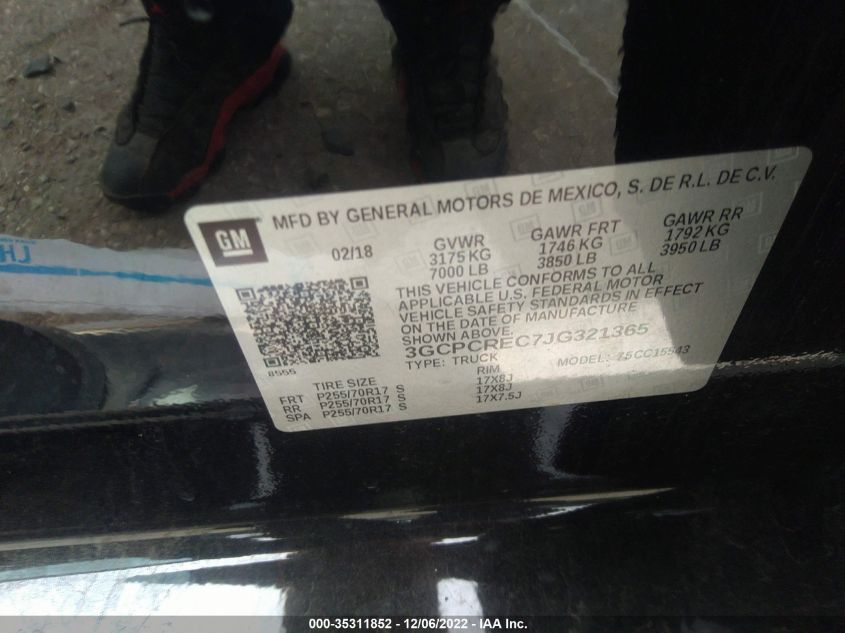 HJ
GM
MFD BY GENERAL MOTORS DE MEXICO, S. DE R.L. DE C.V.
02/18
GVWR
3175 KG
7000 LB
GAWR FRT
1746 KG
3850 LB
GAWR RR
1792 KG
3950 LB
THIS VEHICLE CONFORMS TO ALL
APPLICABLE U.S. FEDERAL MOTOR
VEHICLE SAFETY STANDARDS IN EFFECT
ON THE DATE OF MANUFACTURE
SHOWN ABOVE.
3GCPCREC7JG321365
TYPE: TRUCK
MODEL: 75CC15543
8555
TIRE SIZE
RIM
FRT P255/70R17 S 17X8J
RR P255/70R17 S 17X8J
SPA P255/70R17 S 17X7.5J
000-35311852 - 12/06/2022 - IAA Inc.